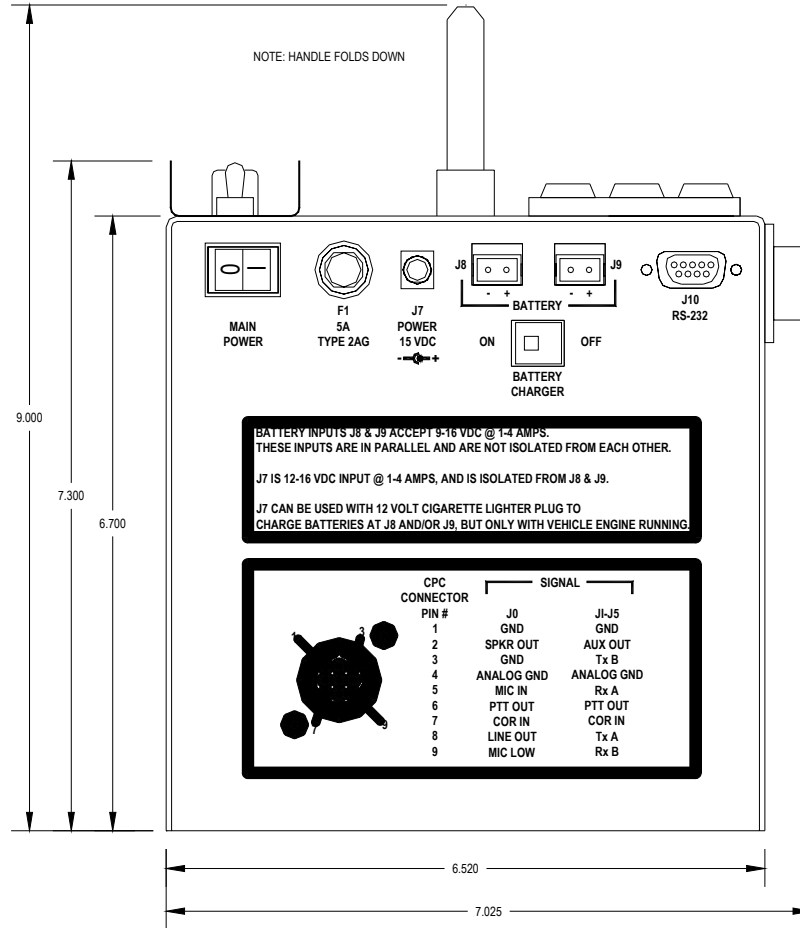 NOTE: HANDLE FOLDS DOWN
9.000
7.300
6.700
O —
MAIN
POWER
F1
5A
TYPE 2AG
J7
POWER
15 VDC
- +
J8
J9
- +
- +
BATTERY
ON
OFF
BATTERY
CHARGER
J10
RS-232
BATTERY INPUTS J8 & J9 ACCEPT 9-16 VDC @ 1-4 AMPS.
THESE INPUTS ARE IN PARALLEL AND ARE NOT ISOLATED FROM EACH OTHER.
J7 IS 12-16 VDC INPUT @ 1-4 AMPS, AND IS ISOLATED FROM J8 & J9.
J7 CAN BE USED WITH 12 VOLT CIGARETTE LIGHTER PLUG TO
CHARGE BATTERIES AT J8 AND/OR J9, BUT ONLY WITH VEHICLE ENGINE RUNNING.
1
3
7
9
CPC
CONNECTOR
SIGNAL
PIN # J0 JI-J5
1 GND GND
2 SPKR OUT AUX OUT
3 GND Tx B
4 ANALOG GND ANALOG GND
5 MIC IN Rx A
6 PTT OUT PTT OUT
7 COR IN COR IN
8 LINE OUT Tx A
9 MIC LOW Rx B
6.520
7.025